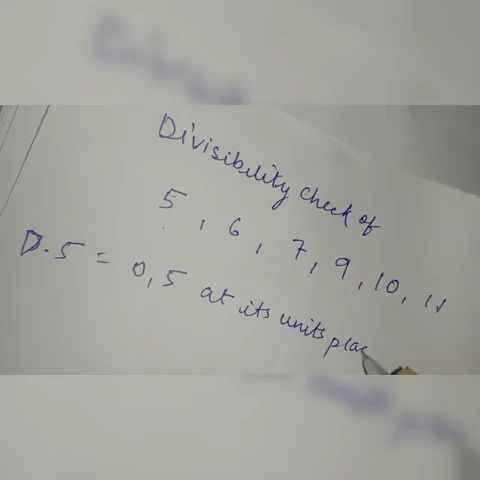 Divisibility check of
5, 6, 7, 9, 10, 11
D.5 = 0, 5 at its units plac